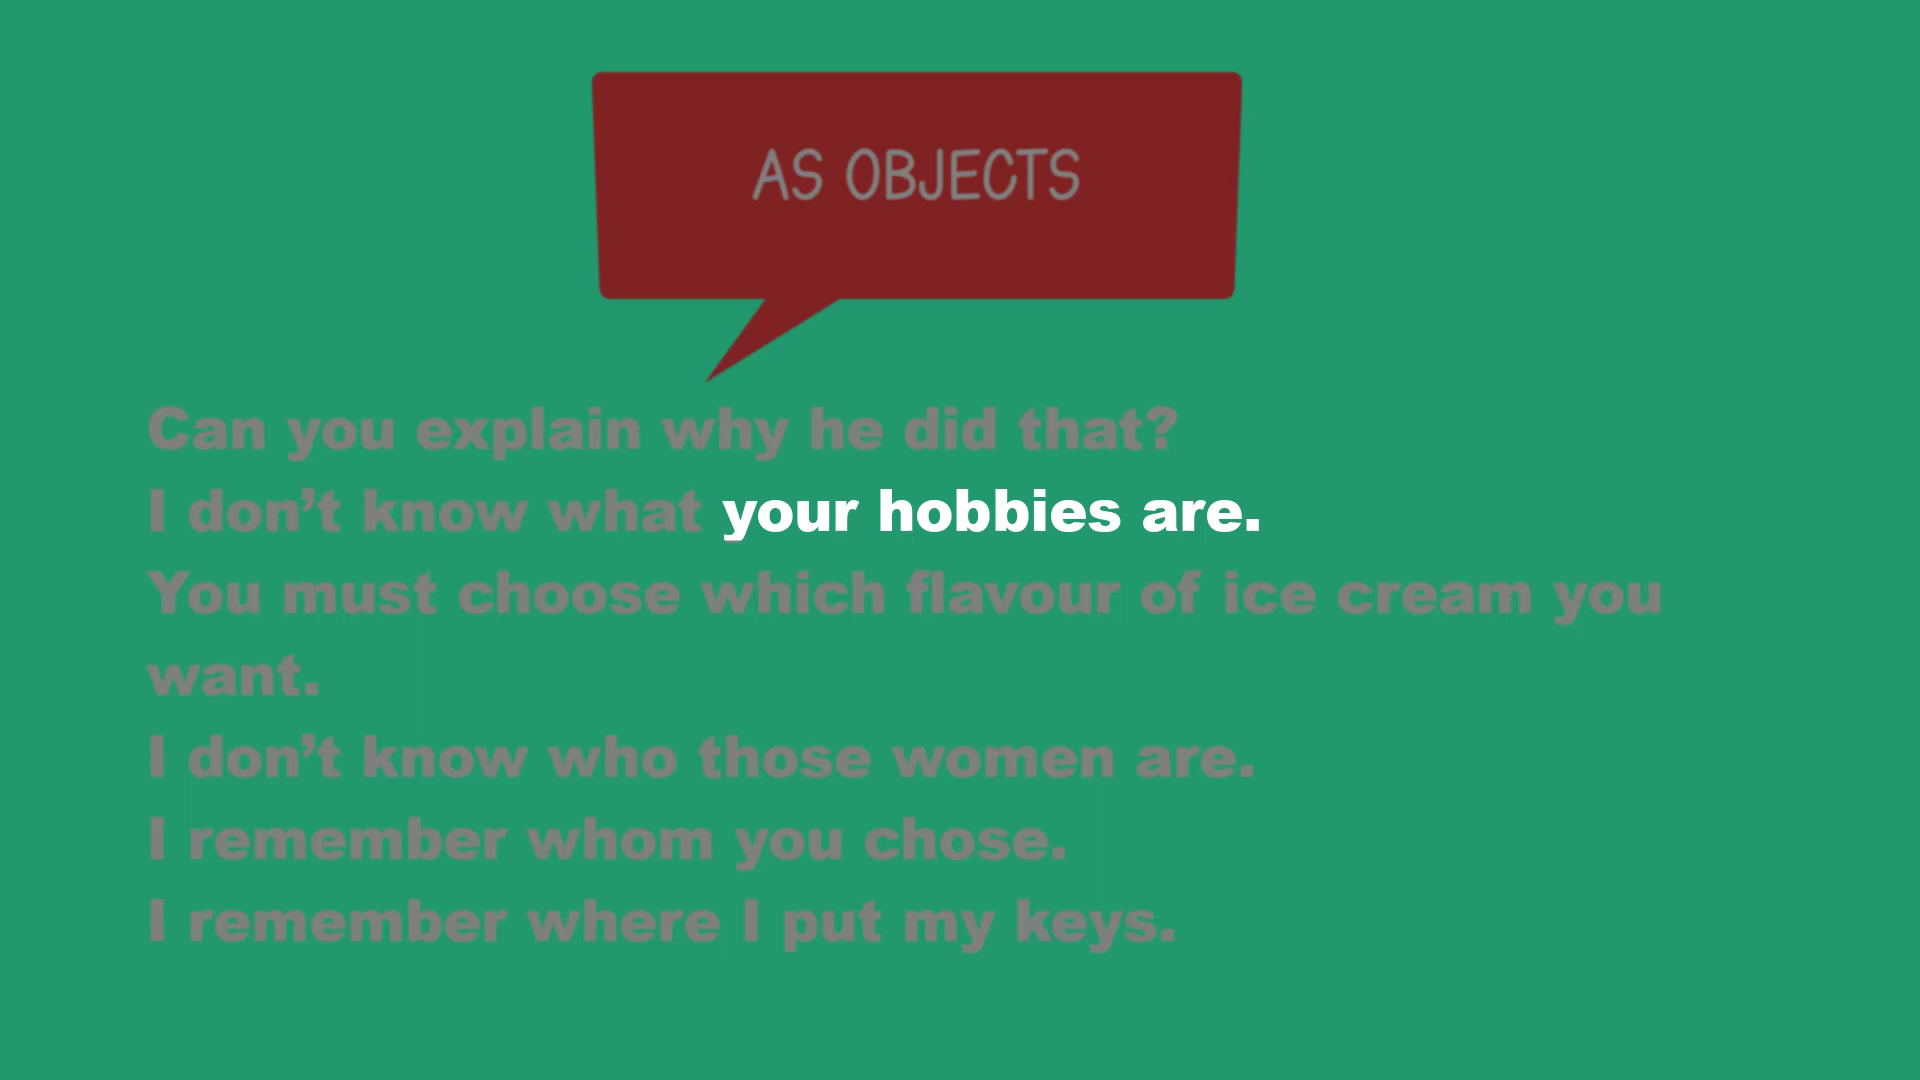 AS OBJECTS
Can you explain why he did that?
I don’t know what your hobbies are.
You must choose which flavour of ice cream you
want.
I don’t know who those women are.
I remember whom you chose.
I remember where I put my keys.